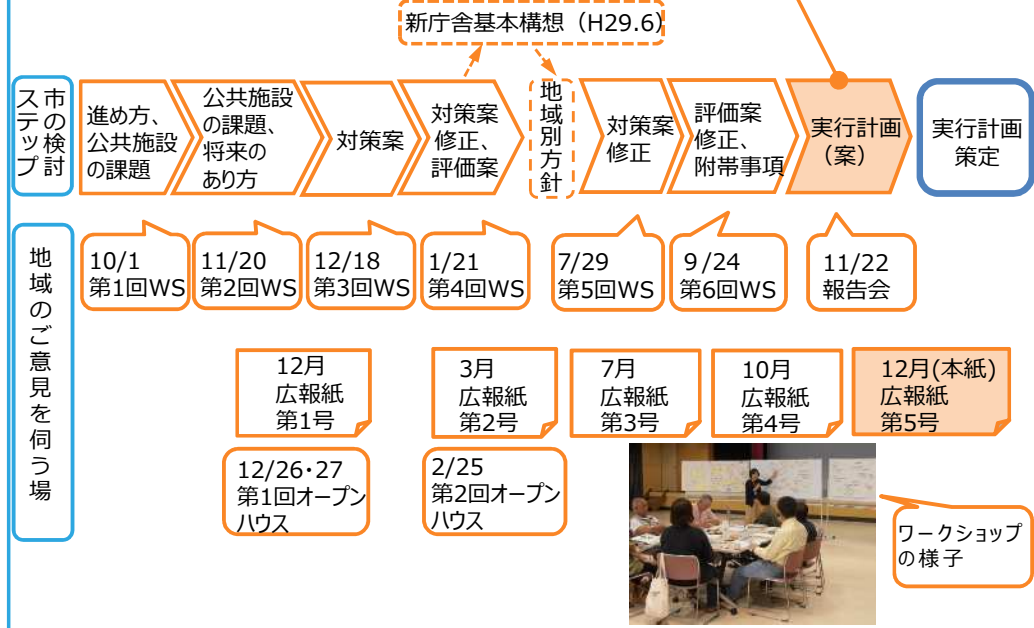 新庁舎基本構想（H29.6)
市の検討
ステップ
進め方、
公共施設
の課題
公共施設
の課題、
将来の
あり方
対策案
対策案
修正、
評価案
地域別方針
対策案
修正
評価案
修正、
附帯事項
実行計画
（案）
実行計画
策定
地域のご意見を伺う場
10/1
第1回WS
11/20
第2回WS
12/18
第3回WS
1/21
第4回WS
7/29
第5回WS
9/24
第6回WS
11/22
報告会
12月
広報紙
第1号
3月
広報紙
第2号
7月
広報紙
第3号
10月
広報紙
第4号
12月(本紙)
広報紙
第5号
12/26・27
第1回オープン
ハウス
2/25
第2回オープン
ハウス
ワークショップ
の様子